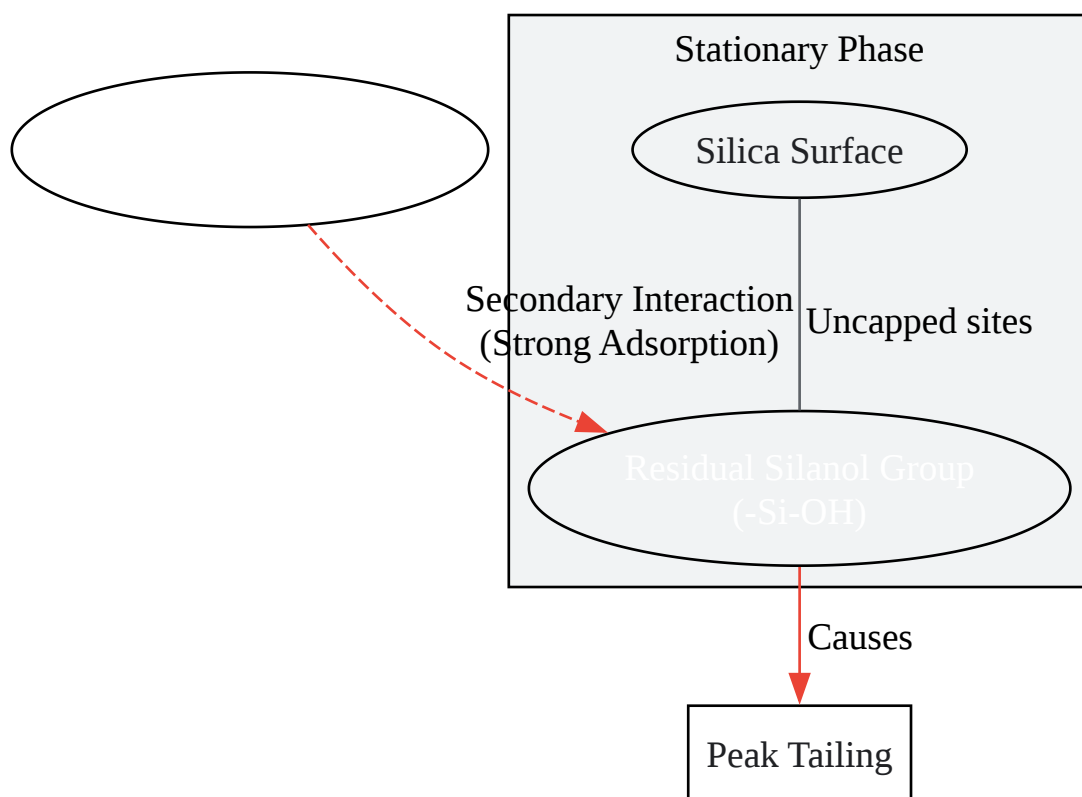 Stationary Phase
Silica Surface
Secondary Interaction
(Strong Adsorption)
Uncapped sites
Residual Silanol Group
(-Si-OH)
Causes
Peak Tailing